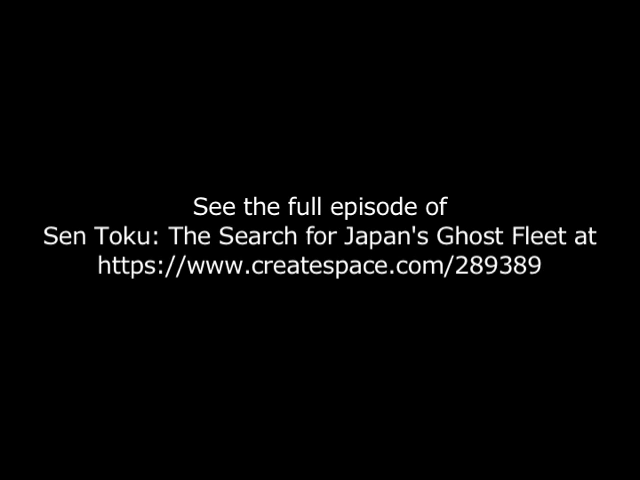 See the full episode of
Sen Toku: The Search for Japan's Ghost Fleet at
https://www.createspace.com/289389